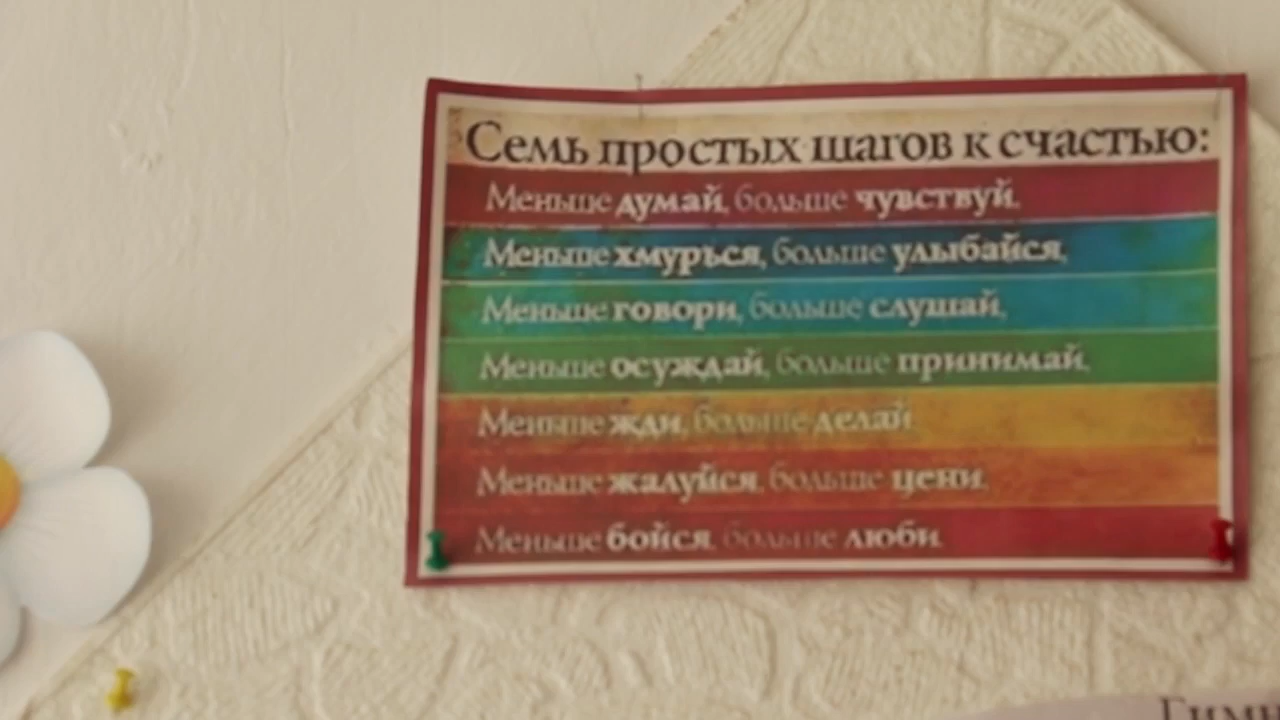 Семь простых шагов к счастью:
Меньше думай, больше чувствуй.
Меньше хмурься, больше улыбайся,
Меньше говори, больше слушай,
Меньше осуждай, больше принимай,
Меньше жди, больше делай
Меньше жалуйся, больше цени,
Меньше бойся, больше люби.